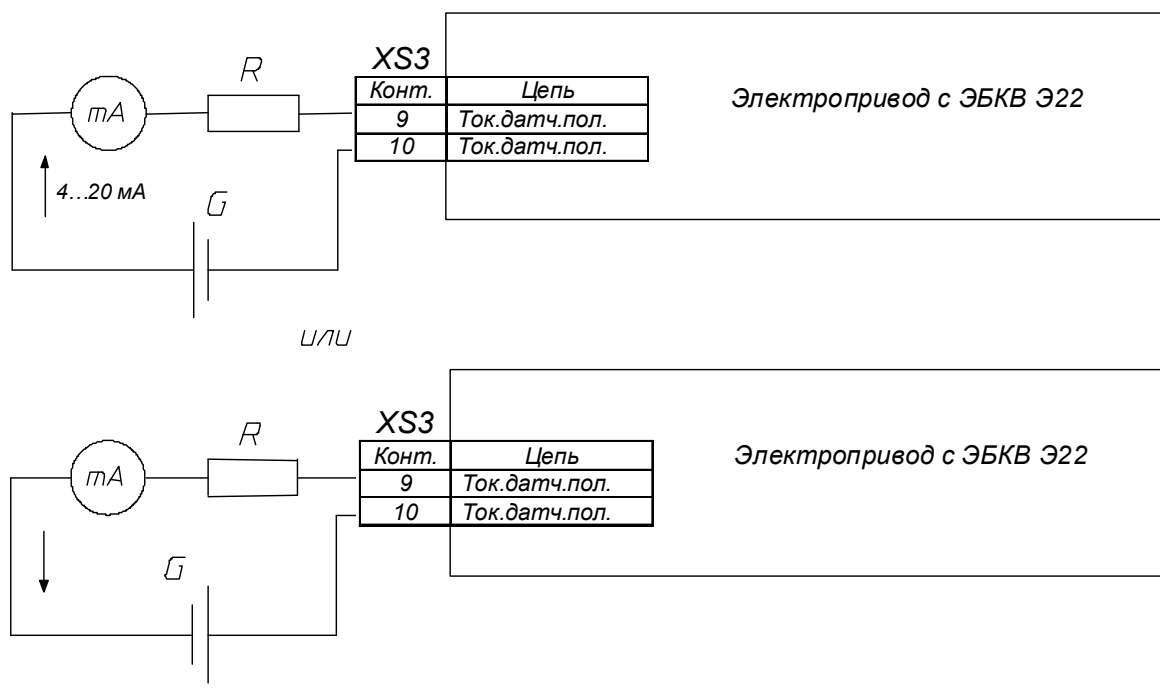 XS3
R
Конт. Цепь
Электропривод с ЭБКВ Э22
mA
9 Ток.датч.пол.
10 Ток.датч.пол.
4...20 мА
G
или
XS3
R
Конт. Цепь
Электропривод с ЭБКВ Э22
mA
9 Ток.датч.пол.
10 Ток.датч.пол.
G